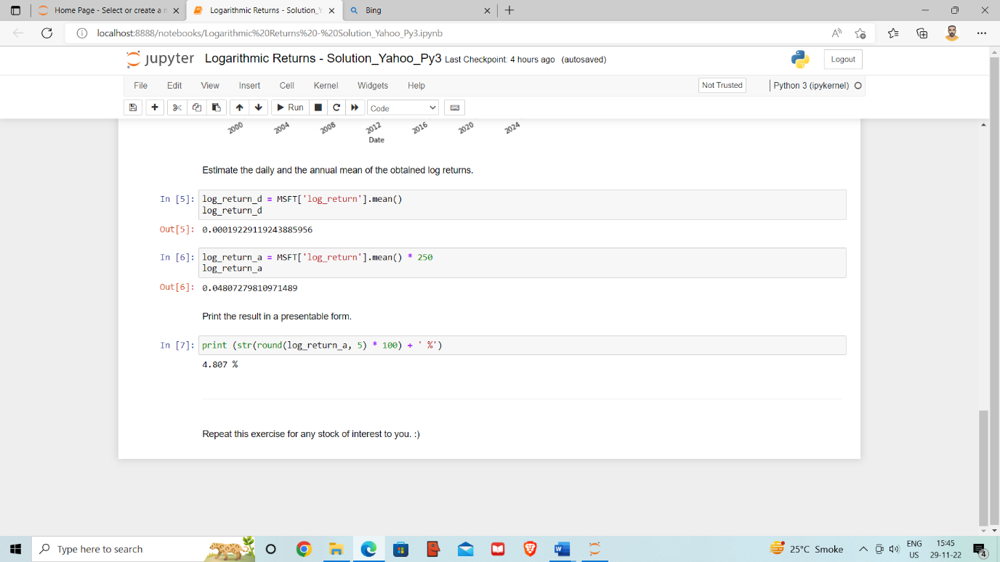 Home Page - Select or create a n
Logarithmic Returns - Solution_Y
Bing
localhost:8888/notebooks/Logarithmic%20Returns%20-%20Solution_Yahoo_Py3.ipynb
jupyter Logarithmic Returns - Solution_Yahoo_Py3 Last Checkpoint: 4 hours ago (autosaved)
Logout
File Edit View Insert Cell Kernel Widgets Help
Not Trusted
Python 3 (ipykernel)
Run
Code
2000 2004 2008 2012 2016 2020 2024
Date
Estimate the daily and the annual mean of the obtained log returns.
In [5]: log_return_d = MSFT['log_return'].mean()
log_return_d
Out[5]: 0.00019229119243885956
In [6]: log_return_a = MSFT['log_return'].mean() * 250
log_return_a
Out[6]: 0.04807279810971489
Print the result in a presentable form.
In [7]: print (str(round(log_return_a, 5) * 100) + ' %')
4.807 %
Repeat this exercise for any stock of interest to you. :)
Type here to search
25°C Smoke
ENG
US
15:45
29-11-22
4